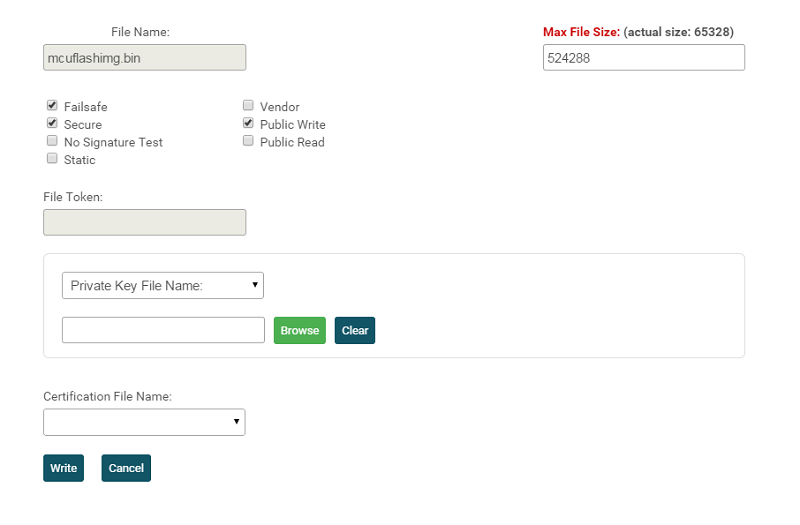 File Name:
Max File Size: (actual size: 65328)
mcuflashimg.bin
524288
Failsafe
Vendor
Secure
Public Write
No Signature Test
Public Read
Static
File Token:
Private Key File Name:
Browse
Clear
Certification File Name:
Write
Cancel